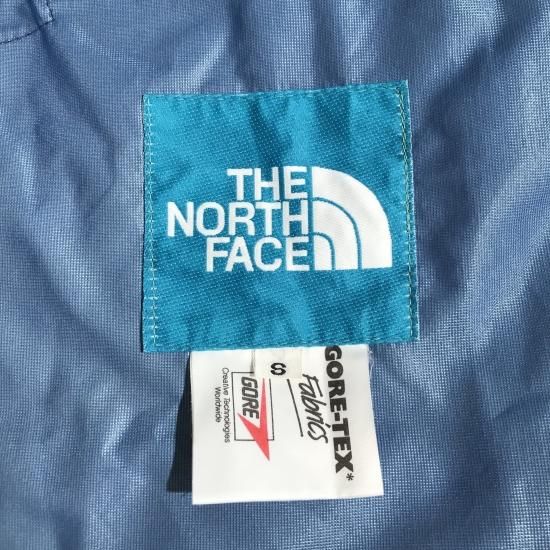 THE
NORTH
FACE
S
GORE-TEX*
Fabrics
GORE
Creative Technologies
Worldwide